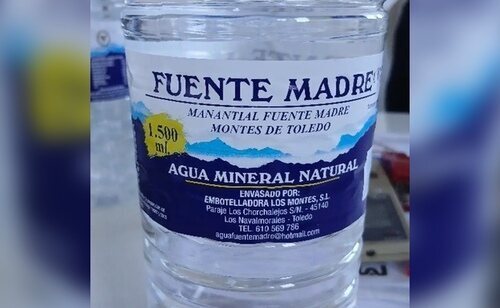 FUENTE MADRE
MANANTIAL FUENTE MADRE
MONTES DE TOLEDO
1.500
ml.
AGUA MINERAL NATURAL
ENVASADO POR:
EMBOTELLADORA LOS MONTES, S.L.
Paraje Los Chorchalejos S/N. - 45140
Los Navalmorales - Toledo
TEL. 610 569 786
aguafuentemadre@hotmail.com